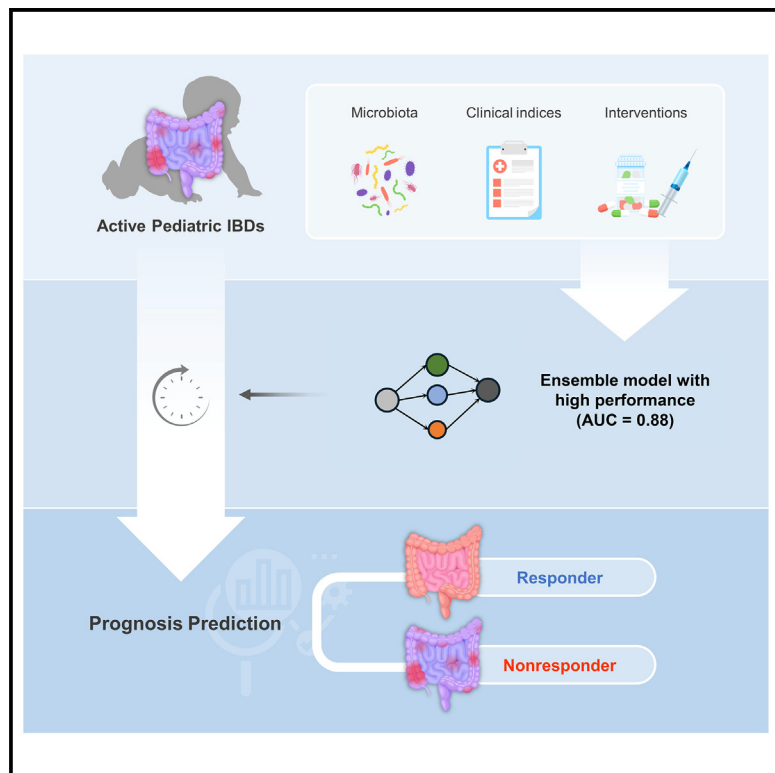 Microbiota
Clinical indices
Interventions
Active Pediatric IBDs
Ensemble model with
high performance
(AUC = 0.88)
Responder
Prognosis Prediction
Nonresponder